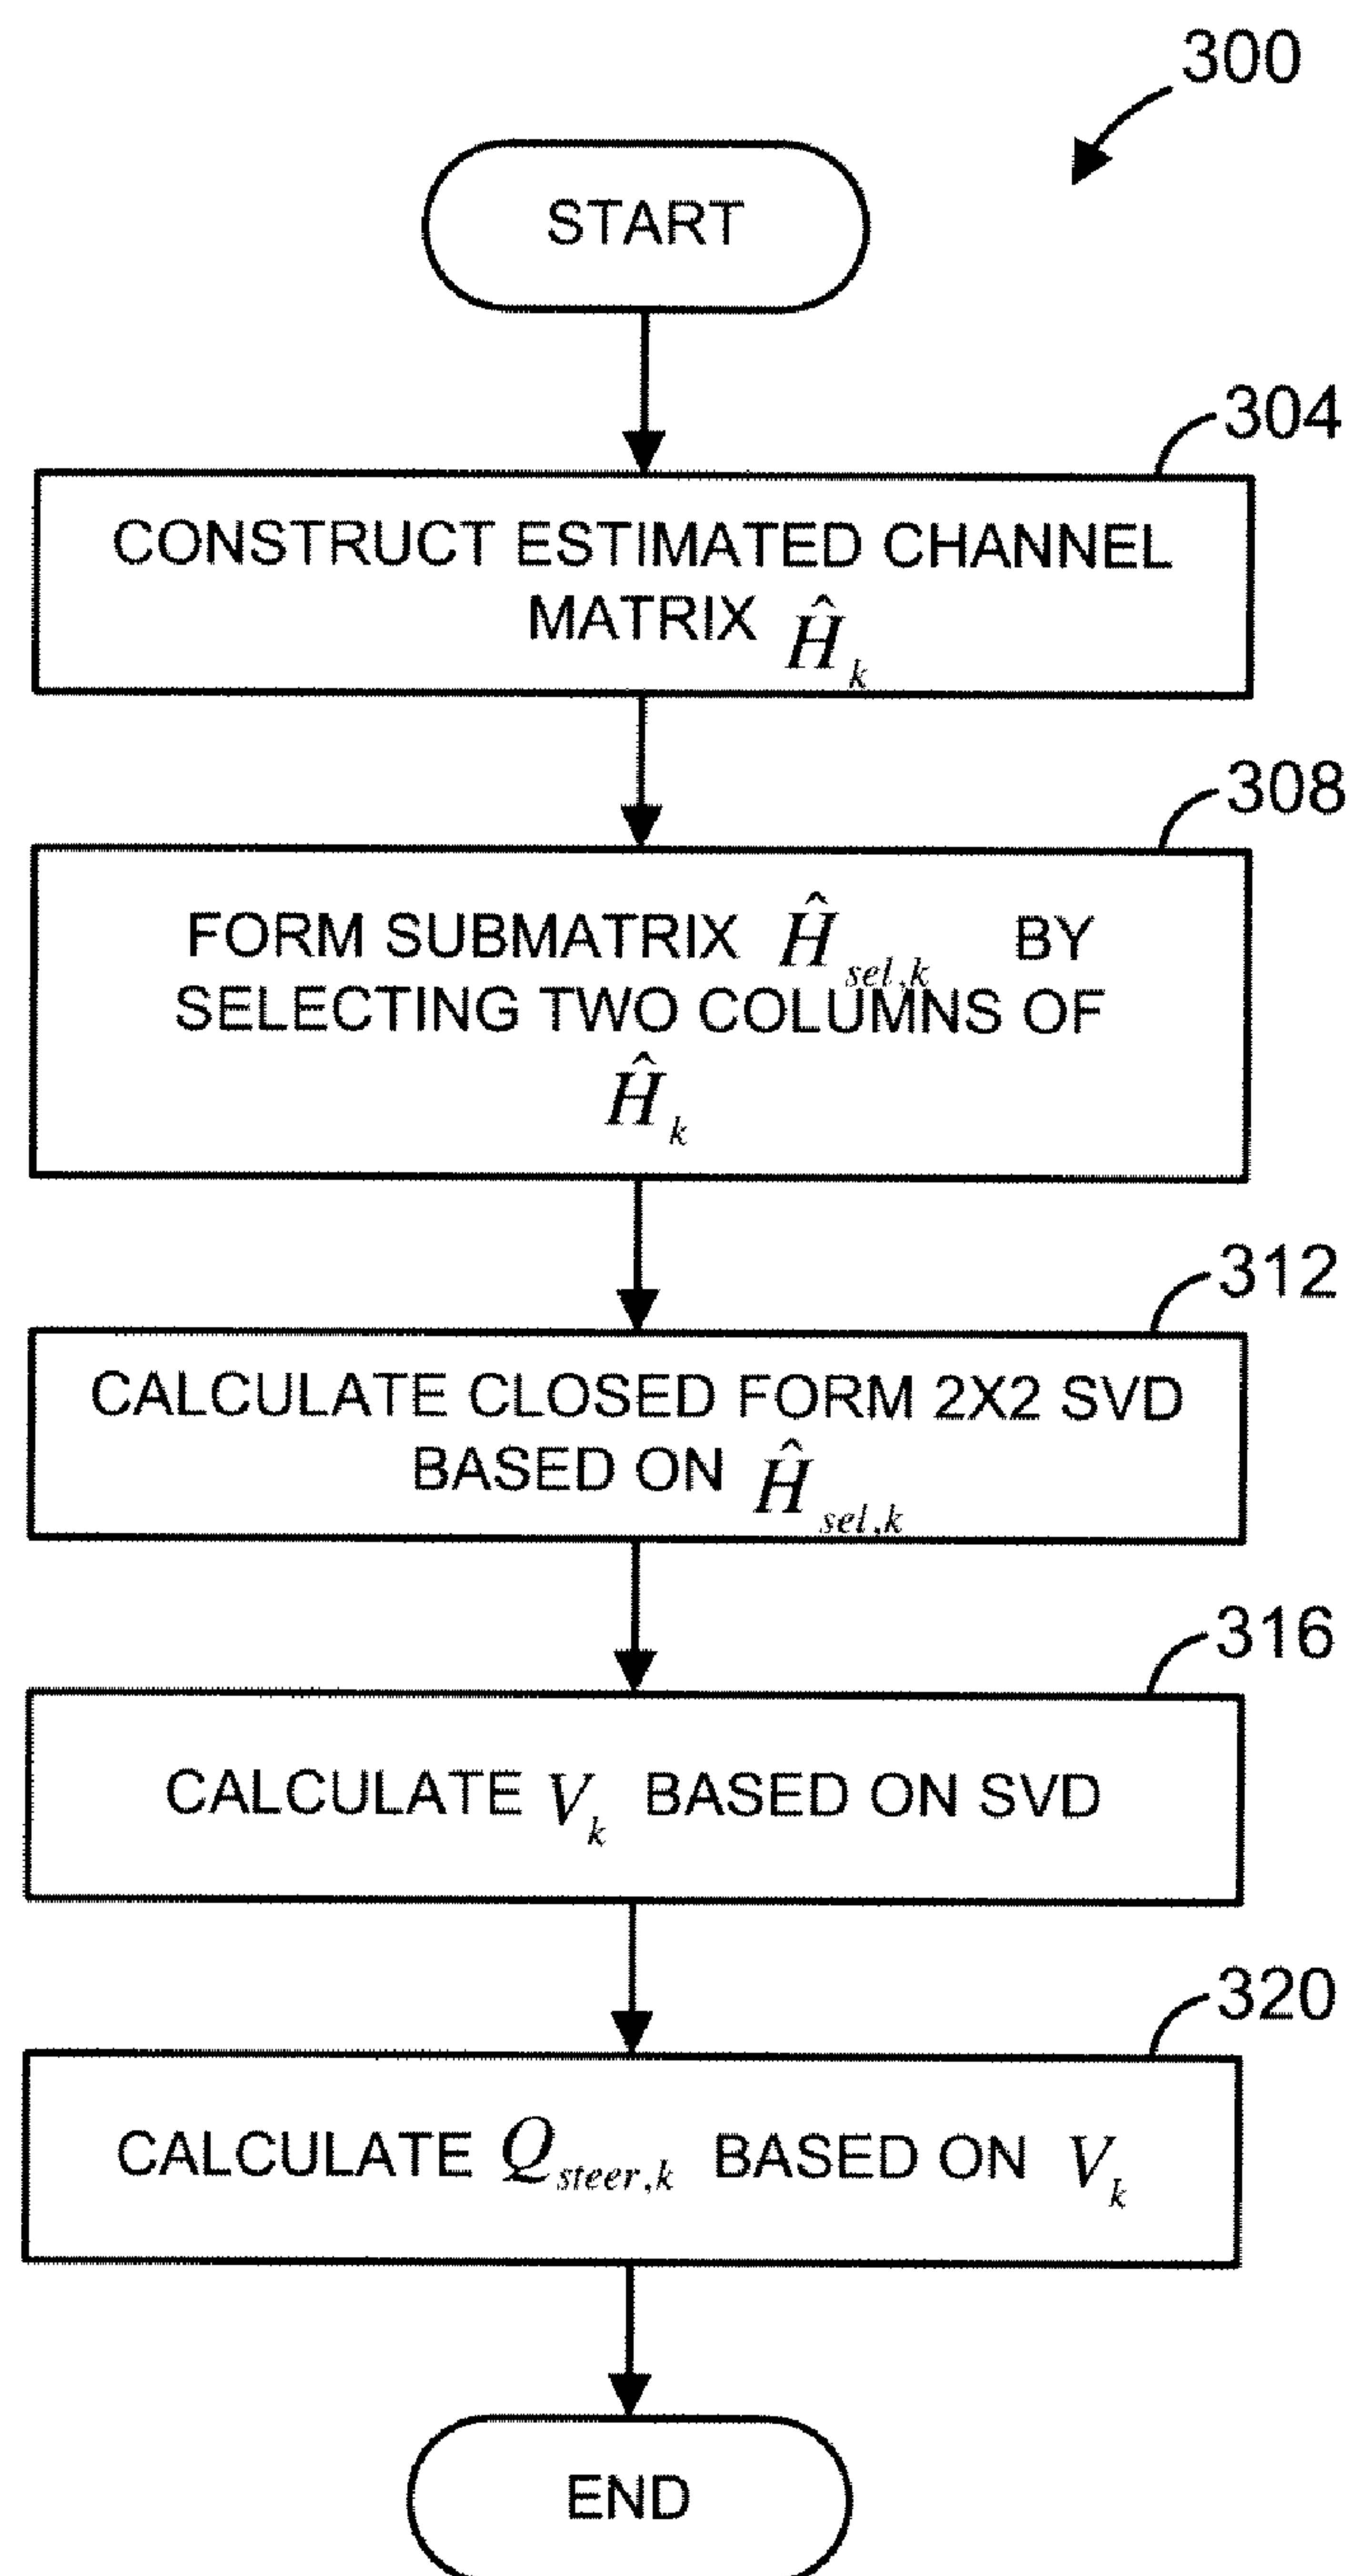 300
START
304
CONSTRUCT ESTIMATED CHANNEL
MATRIX Ĥ_k
308
FORM SUBMATRIX Ĥ_sel,k BY
SELECTING TWO COLUMNS OF
Ĥ_k
312
CALCULATE CLOSED FORM 2X2 SVD
BASED ON Ĥ_sel,k
316
CALCULATE V_k BASED ON SVD
320
CALCULATE Q_steer,k BASED ON V_k
END